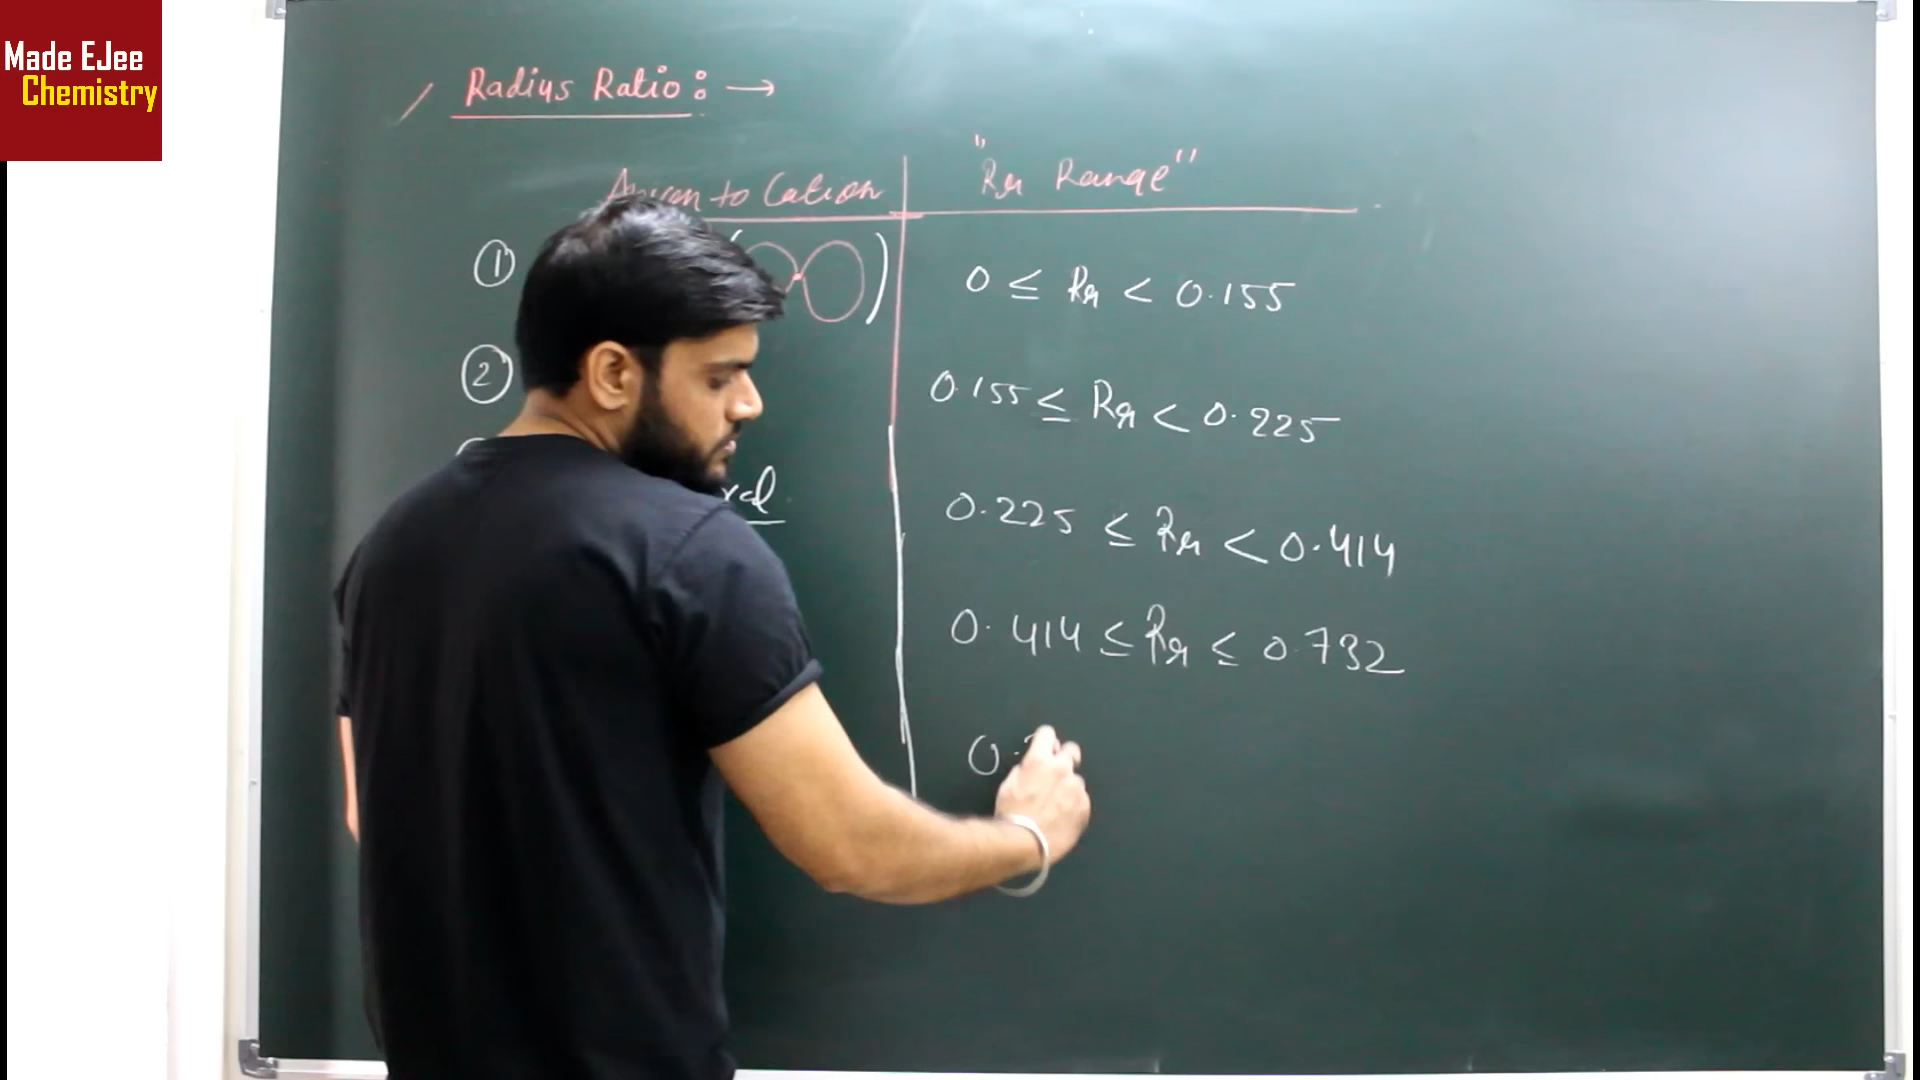 Made EJee
Chemistry
Radius Ratio : →
Anion to Cation
"Rr Range"
1
0 ≤ Rr < 0.155
2
0.155 ≤ Rr < 0.225
0.225 ≤ Rr < 0.414
0.414 ≤ Rr ≤ 0.732
0.